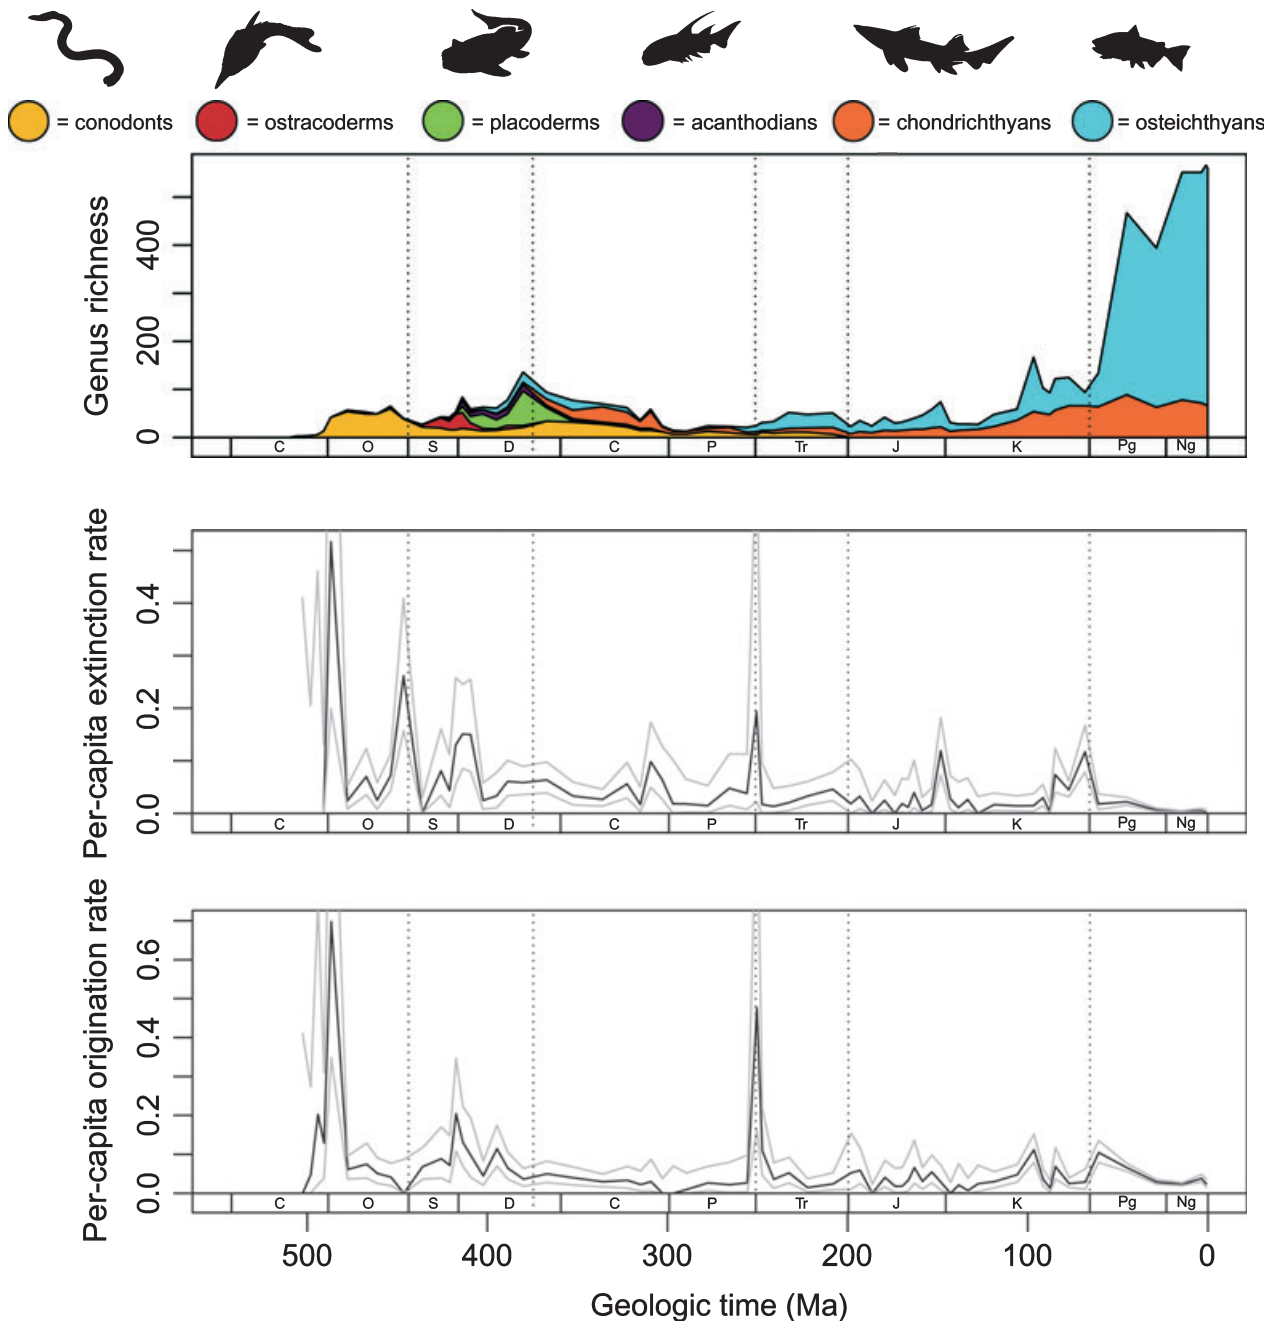 = conodonts = ostracoderms = placoderms = acanthodians = chondrichthyans = osteichthyans
Genus richness
400
200
0
C O S D C P Tr J K Pg Ng
Per-capita extinction rate
0.4
0.2
0.0
C O S D C P Tr J K Pg Ng
Per-capita origination rate
0.6
0.4
0.2
0.0
C O S D C P Tr J K Pg Ng
500 400 300 200 100 0
Geologic time (Ma)